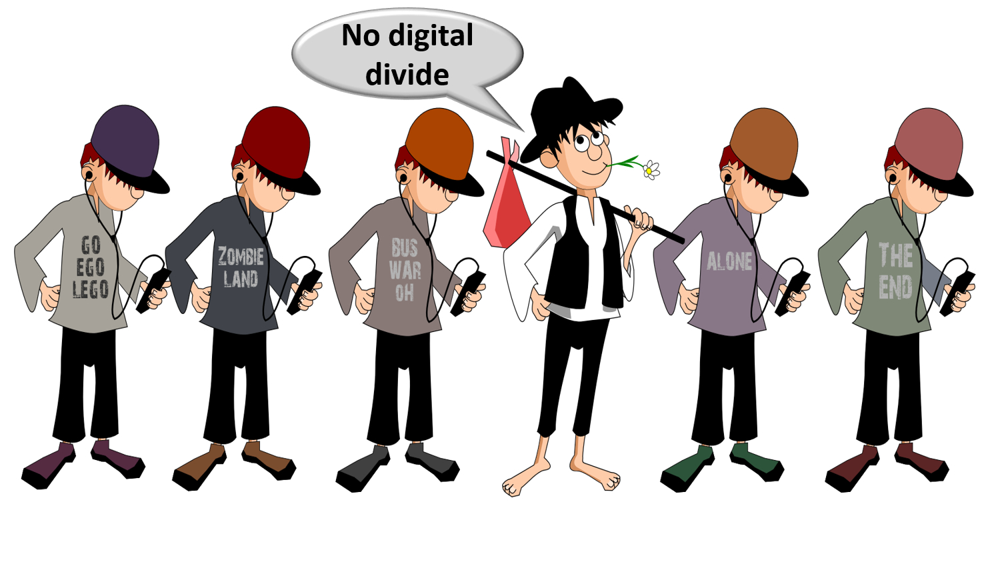 No digital
divide
GO
EGO
LEGO
ZOMBIE
LAND
BUS
WAR
OH
ALONE
THE
END